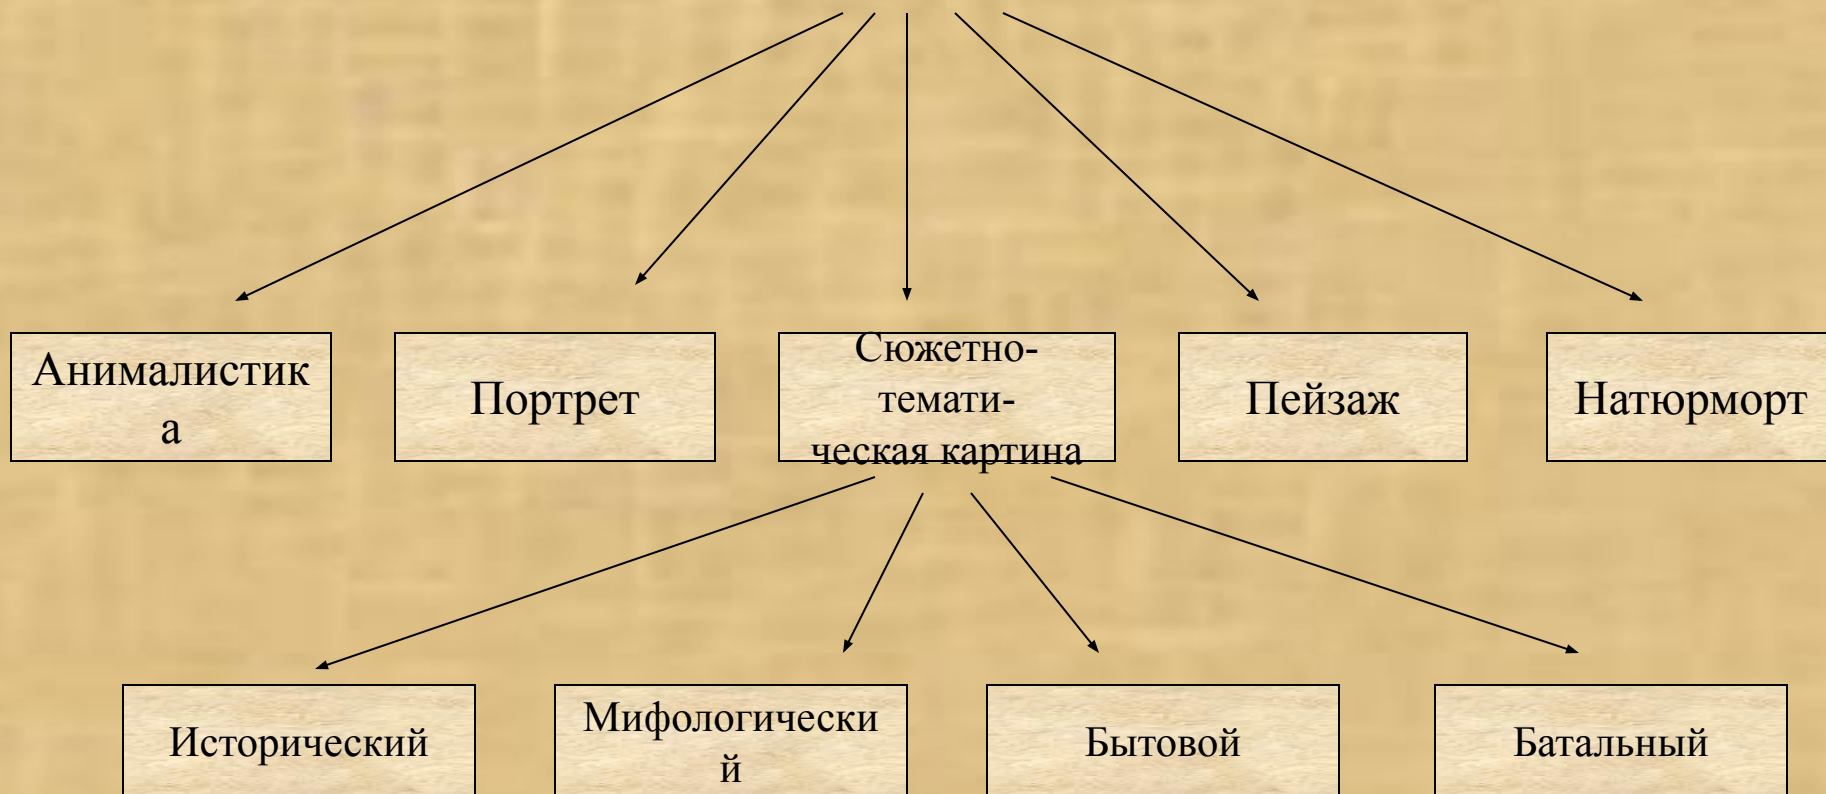 Анималистик
а
Портрет
Сюжетно-
темати-
ческая картина
Пейзаж
Натюрморт
Исторический
Мифологически
й
Бытовой
Батальный